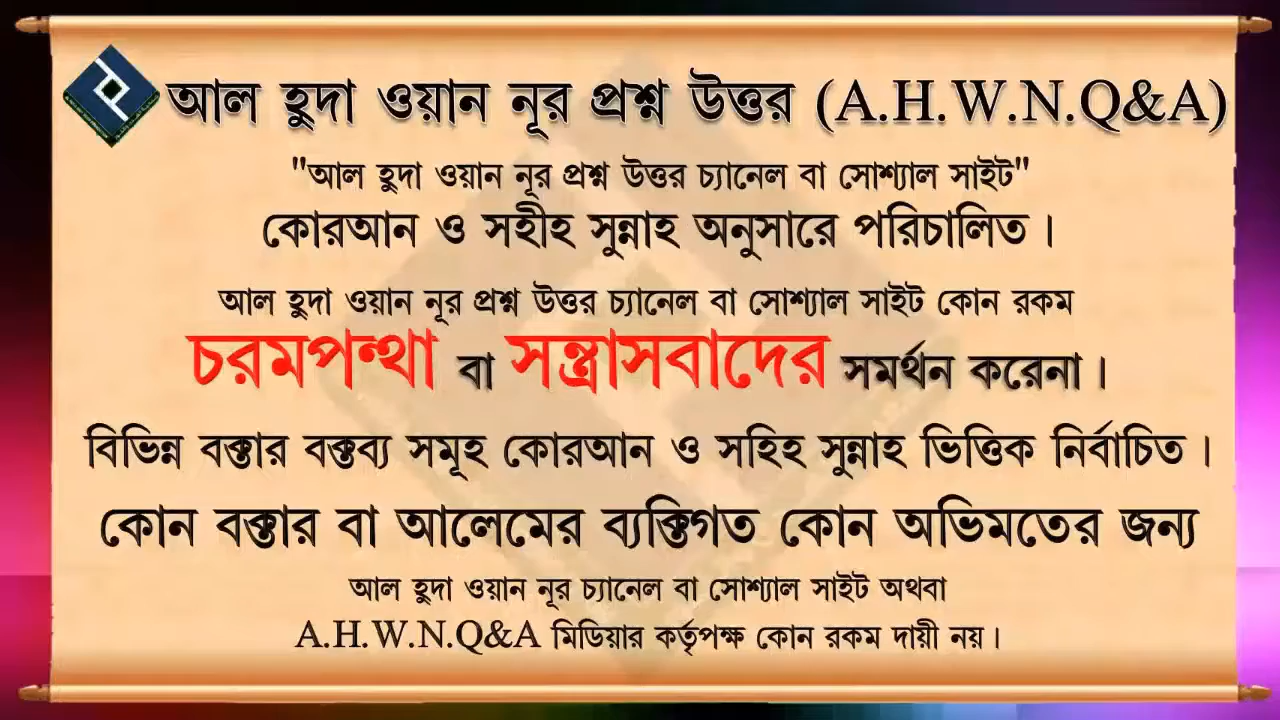 আল হুদা ওয়ান নূর প্রশ্ন উত্তর (A.H.W.N.Q&A)
"আল হুদা ওয়ান নূর প্রশ্ন উত্তর চ্যানেল বা সোশ্যাল সাইট"
কোরআন ও সহীহ সুন্নাহ অনুসারে পরিচালিত।
আল হুদা ওয়ান নূর প্রশ্ন উত্তর চ্যানেল বা সোশ্যাল সাইট কোন রকম
চরমপন্থা বা সন্ত্রাসবাদের সমর্থন করেনা।
বিভিন্ন বক্তার বক্তব্য সমূহ কোরআন ও সহিহ সুন্নাহ ভিত্তিক নির্বাচিত।
কোন বক্তার বা আলেমের ব্যক্তিগত কোন অভিমতের জন্য
আল হুদা ওয়ান নূর চ্যানেল বা সোশ্যাল সাইট অথবা
A.H.W.N.Q&A মিডিয়ার কর্তৃপক্ষ কোন রকম দায়ী নয়।